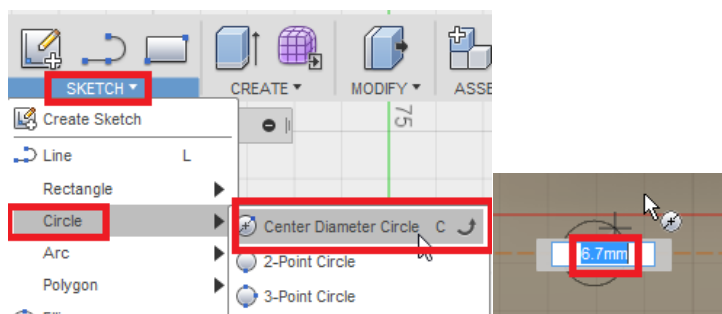 SKETCH ▾ CREATE ▾ MODIFY ▾ ASSE
Create Sketch
75
Line L
Rectangle
Circle
Center Diameter Circle C
Arc
2-Point Circle
6.7mm
Polygon
3-Point Circle